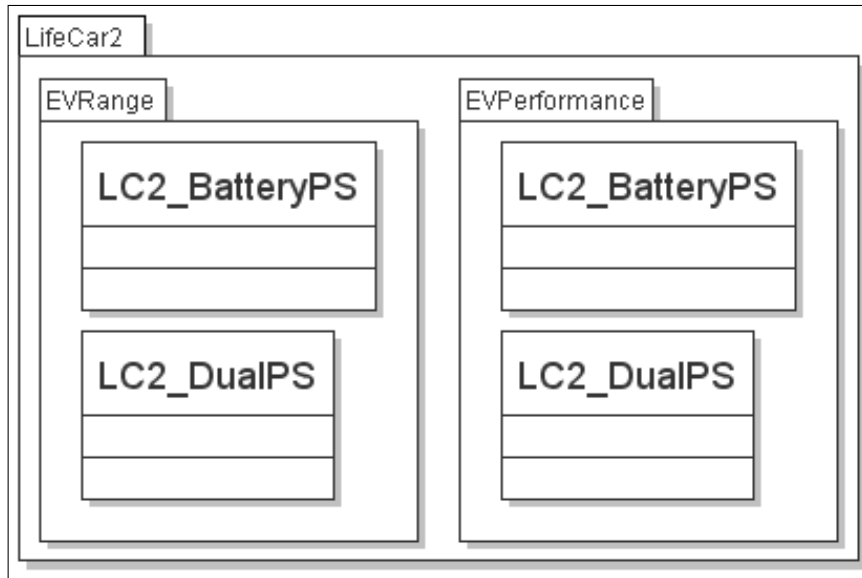 LifeCar2
EVRange
LC2_BatteryPS
LC2_DualPS
EVPerformance
LC2_BatteryPS
LC2_DualPS